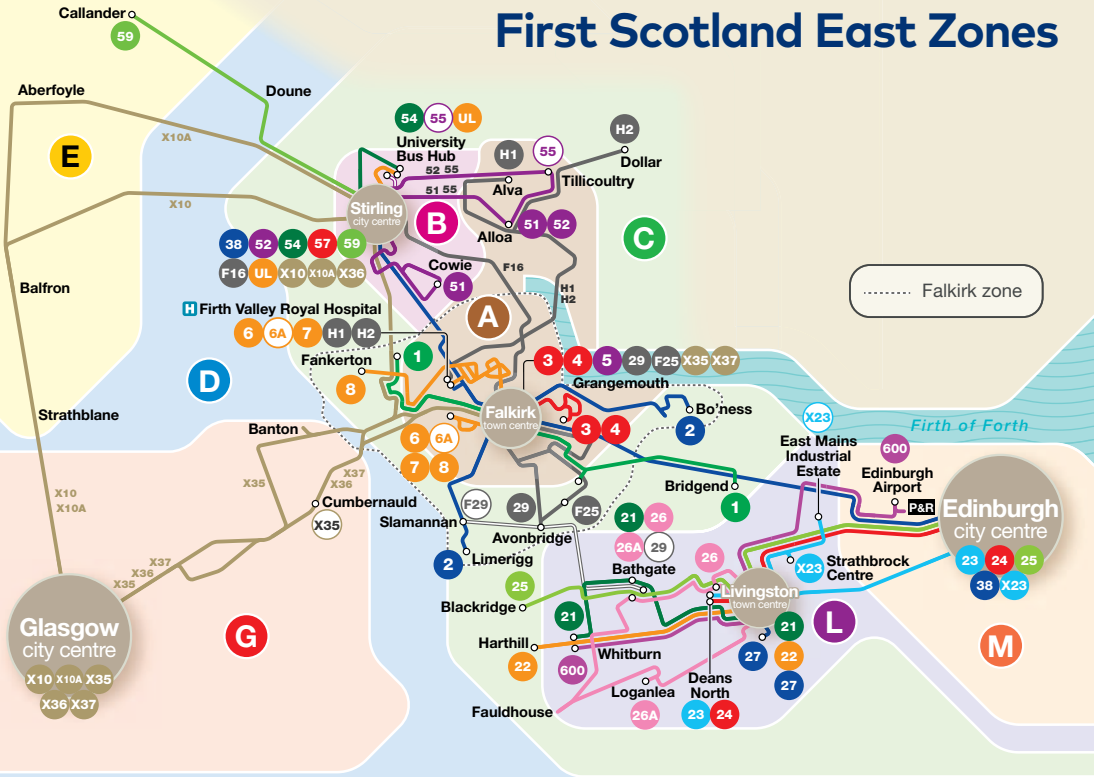 First Scotland East Zones
Callander
59
Aberfoyle
Doune
X10A
E
X10
Balfron
Strathblane
X10
X10A
54 55 UL
University
Bus Hub
52 55
51 55
H1
55
H2
Dollar
Alva
Tillicoultry
Stirling
city centre
B
Alloa
51 52
C
38 52 54 57 59
F16 UL X10 X10A X36
Cowie
51
F16
H1
H2
Falkirk zone
H Firth Valley Royal Hospital
6 6A 7 H1 H2
A
Fankerton
1
8
D
3 4 5 29 F25 X35 X37
Grangemouth
Falkirk
town centre
3 4
Bo'ness
2
X23
Firth of Forth
Banton
6 6A
7 8
X35
X37
X36
Cumbernauld
X35
East Mains
Industrial
Estate
600
Edinburgh
Airport
P&R
Bridgend
1
Edinburgh
city centre
23 24 25
38 X23
Slamannan
F29
29
F25
Avonbridge
2
Limerigg
21 26
26A 29
Bathgate
26
X23
Strathbrock
Centre
X37
X36
X35
25
Blackridge
Livingston
town centre
Glasgow
city centre
X10 X10A X35
X36 X37
G
21
Harthill
22
Whitburn
600
L
21
27 22
27
M
Loganlea
26A
Deans
North
23 24
Fauldhouse